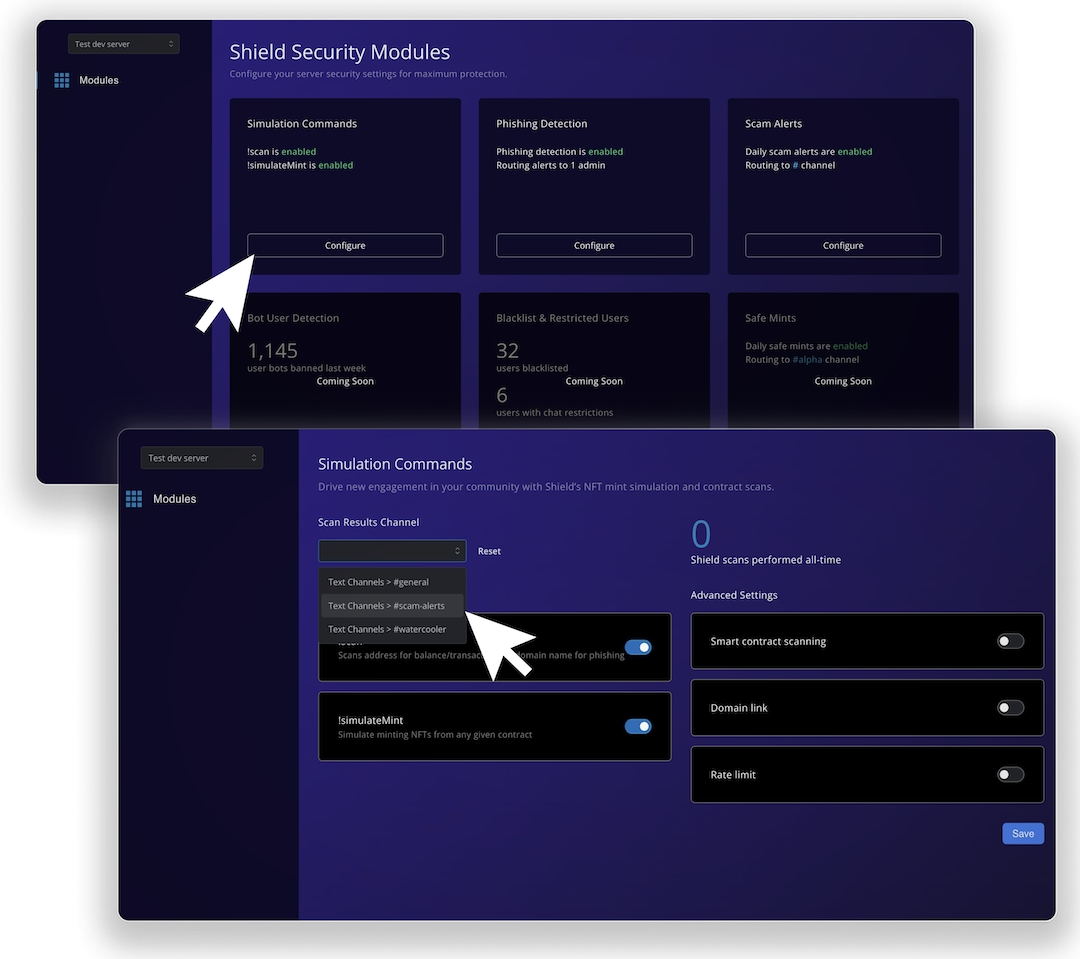 Test dev server
Modules
Shield Security Modules
Configure your server security settings for maximum protection.
Simulation Commands
!scan is enabled
!simulateMint is enabled
Configure
Phishing Detection
Phishing detection is enabled
Routing alerts to 1 admin
Configure
Scam Alerts
Daily scam alerts are enabled
Routing to # channel
Configure
Bot User Detection
1,145
user bots banned last week
Coming Soon
Blacklist & Restricted Users
32
users blacklisted
Coming Soon
6
users with chat restrictions
Safe Mints
Daily safe mints are enabled
Routing to #alpha channel
Coming Soon
Test dev server
Modules
Simulation Commands
Drive new engagement in your community with Shield's NFT mint simulation and contract scans.
Scan Results Channel
Reset
Text Channels > #general
Text Channels > #scam-alerts
Text Channels > #watercooler
Scans address for balance/transac domain name for phishing
!simulateMint
Simulate minting NFTs from any given contract
0
Shield scans performed all-time
Advanced Settings
Smart contract scanning
Domain link
Rate limit
Save